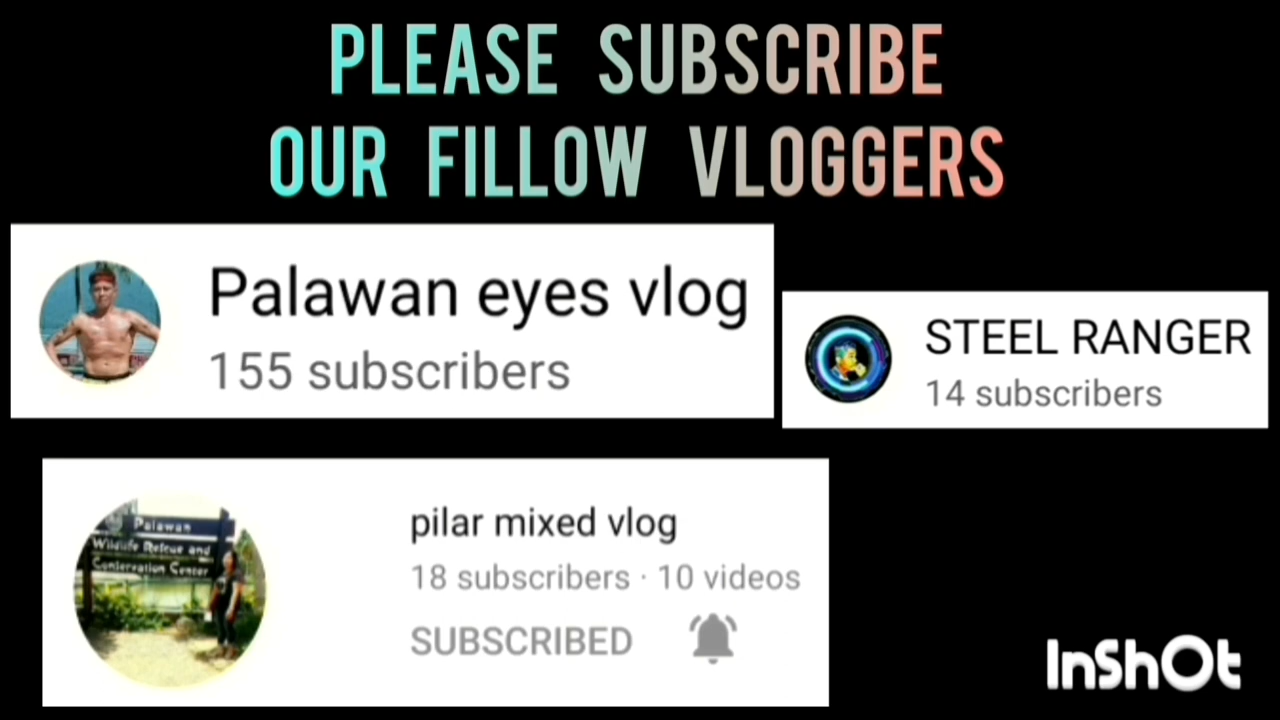 PLEASE SUBSCRIBE
OUR FILLOW VLOGGERS
Palawan eyes vlog
155 subscribers
STEEL RANGER
14 subscribers
Palawan
Wildlife Rescue and
Conservation Center
pilar mixed vlog
18 subscribers · 10 videos
SUBSCRIBED
InShOt